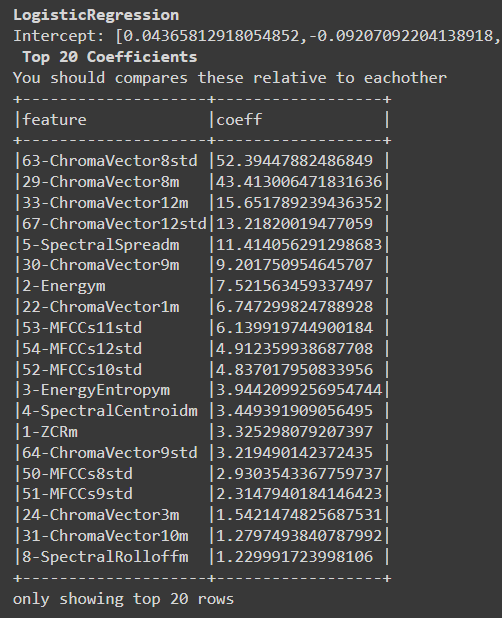 LogisticRegression
Intercept: [0.04365812918054852,-0.09207092204138918,
Top 20 Coefficients
You should compares these relative to eachother
+--------------------+------------------+
|feature             |coeff             |
+--------------------+------------------+
|63-ChromaVector8std |52.39447882486849 |
|29-ChromaVector8m   |43.413006471831636|
|33-ChromaVector12m  |15.651789239436352|
|67-ChromaVector12std|13.21820019477059 |
|5-SpectralSpreadm   |11.414056291298683|
|30-ChromaVector9m   |9.201750954645707 |
|2-Energym           |7.521563459337497 |
|22-ChromaVector1m   |6.747299824788928 |
|53-MFCCs11std       |6.139919744900184 |
|54-MFCCs12std       |4.912359938687708 |
|52-MFCCs10std       |4.837017950833956 |
|3-EnergyEntropym    |3.9442099256954744|
|4-SpectralCentroidm |3.449391909056495 |
|1-ZCRm              |3.325298079207397 |
|64-ChromaVector9std |3.219490142372435 |
|50-MFCCs8std        |2.9303543367759737|
|51-MFCCs9std        |2.3147940184146423|
|24-ChromaVector3m   |1.5421474825687531|
|31-ChromaVector10m  |1.2797493840787992|
|8-SpectralRolloffm  |1.229991723998106 |
+--------------------+------------------+
only showing top 20 rows